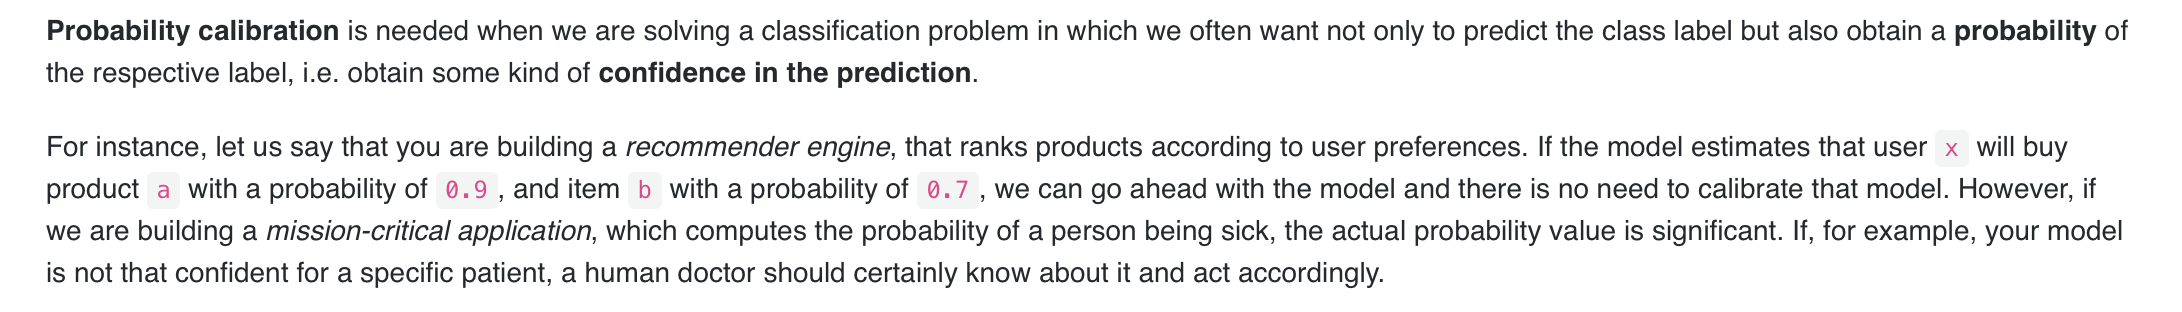 Probability calibration is needed when we are solving a classification problem in which we often want not only to predict the class label but also obtain a probability of
the respective label, i.e. obtain some kind of confidence in the prediction.
For instance, let us say that you are building a recommender engine, that ranks products according to user preferences. If the model estimates that user x will buy
product a with a probability of 0.9 , and item b with a probability of 0.7 , we can go ahead with the model and there is no need to calibrate that model. However, if
we are building a mission-critical application, which computes the probability of a person being sick, the actual probability value is significant. If, for example, your model
is not that confident for a specific patient, a human doctor should certainly know about it and act accordingly.